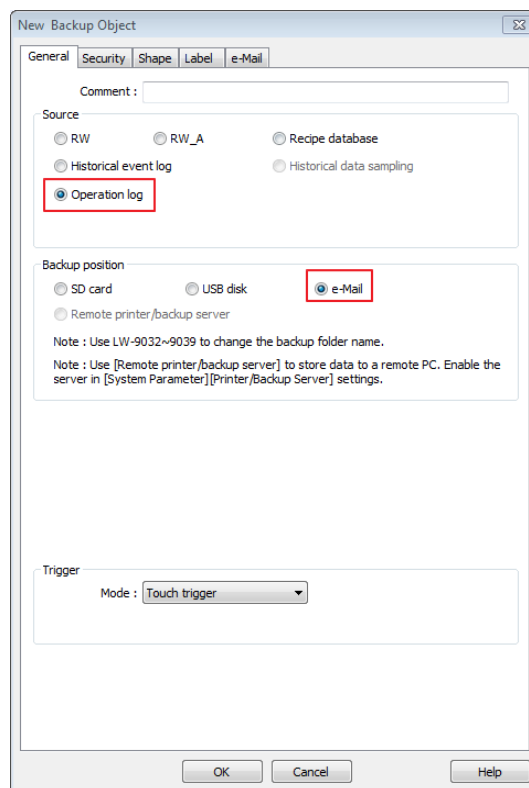 New Backup Object
General Security Shape Label e-Mail
Comment :
Source
RW RW_A Recipe database
Historical event log Historical data sampling
Operation log
Backup position
SD card USB disk e-Mail
Remote printer/backup server
Note : Use LW-9032~9039 to change the backup folder name.
Note : Use [Remote printer/backup server] to store data to a remote PC. Enable the
server in [System Parameter][Printer/Backup Server] settings.
Trigger
Mode : Touch trigger
OK Cancel Help